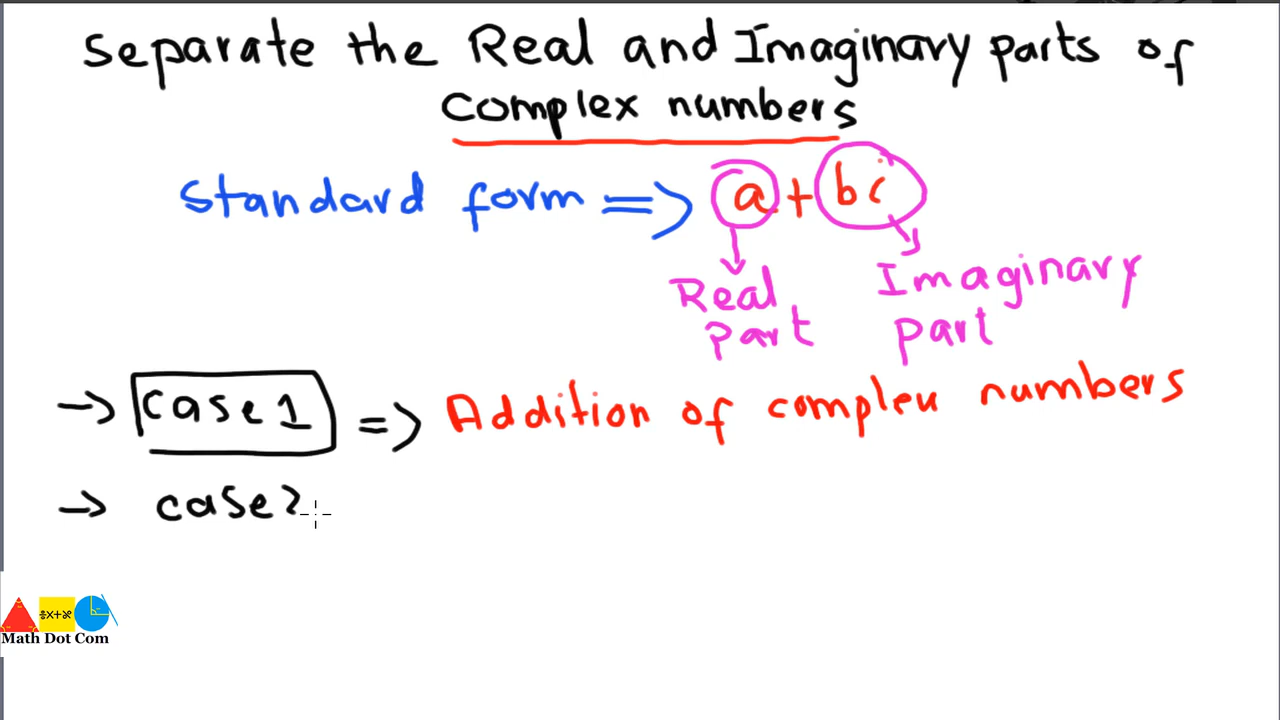 Separate the Real and Imaginary parts of
complex numbers
Standard form => a + bi
Real part
Imaginary part
→ case 1 => Addition of complex numbers
→ case 2
÷x+%
Math Dot Com